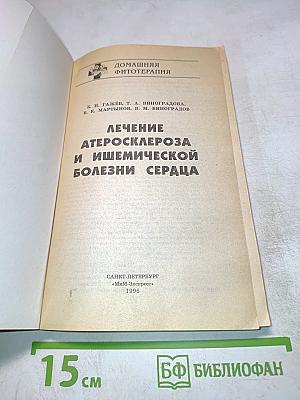 ДОМАШНЯЯ
ФИТОТЕРАПИЯ
Б. Н. ГАЖЁВ, Т. А. ВИНОГРАДОВА,
В. К. МАРТЫНОВ, В. М. ВИНОГРАДОВ
ЛЕЧЕНИЕ
АТЕРОСКЛЕРОЗА
И ИШЕМИЧЕСКОЙ
БОЛЕЗНИ СЕРДЦА
САНКТ-ПЕТЕРБУРГ
«МиМ-Экспресс»
1996
15 см
БФ БИБЛИОФАН